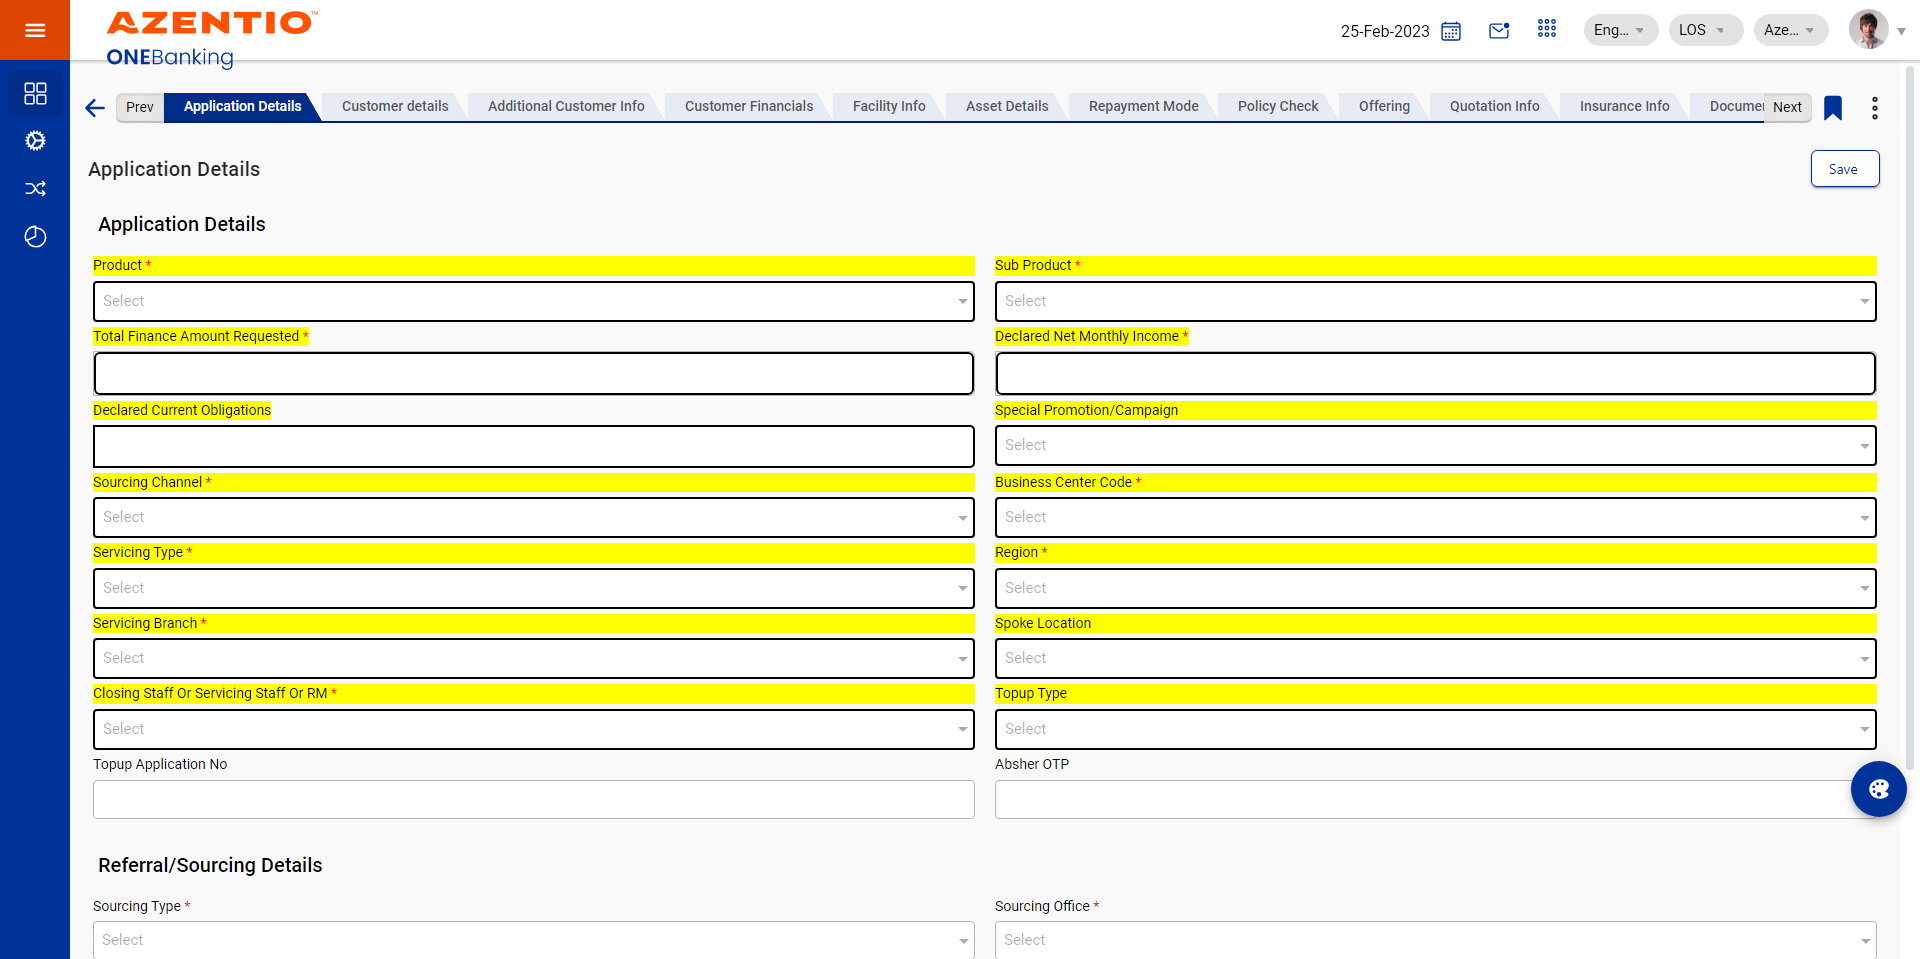 AZENTIO™
ONEBanking
25-Feb-2023
Eng...
LOS
Aze...
Prev
Application Details
Customer details
Additional Customer Info
Customer Financials
Facility Info
Asset Details
Repayment Mode
Policy Check
Offering
Quotation Info
Insurance Info
Documen
Next
Application Details
Save
Application Details
Product *
Sub Product *
Select
Select
Total Finance Amount Requested *
Declared Net Monthly Income *
Declared Current Obligations
Special Promotion/Campaign
Select
Sourcing Channel *
Business Center Code *
Select
Select
Servicing Type *
Region *
Select
Select
Servicing Branch *
Spoke Location
Select
Select
Closing Staff Or Servicing Staff Or RM *
Topup Type
Select
Select
Topup Application No
Absher OTP
Referral/Sourcing Details
Sourcing Type *
Sourcing Office *
Select
Select